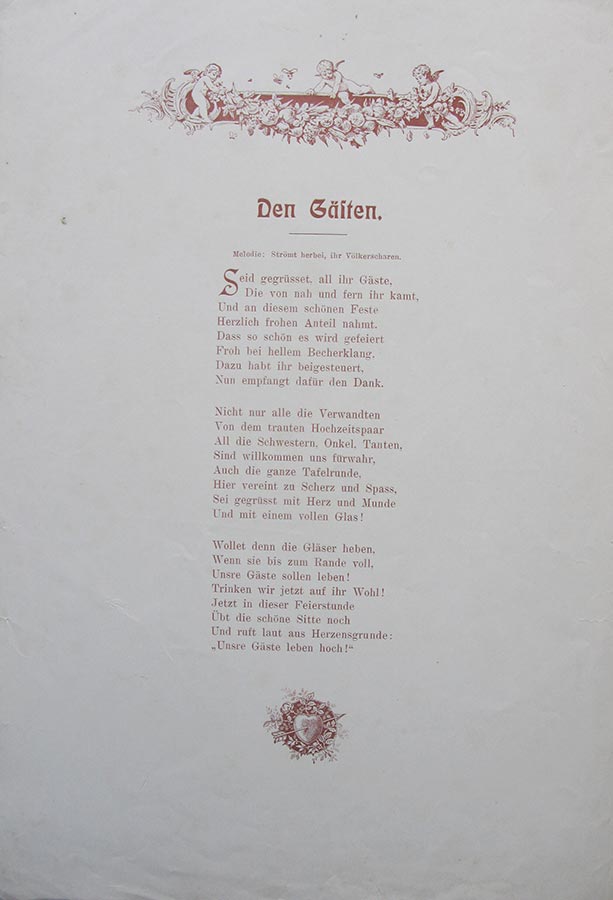 Den Gästen.
Melodie: Strömt herbei, ihr Völkerscharen.
Seid gegrüsset, all ihr Gäste,
Die von nah und fern ihr kamt,
Und an diesem schönen Feste
Herzlich frohen Anteil nahmt.
Dass so schön es wird gefeiert
Froh bei hellem Becherklang,
Dazu habt ihr beigesteuert,
Nun empfangt dafür den Dank.
Nicht nur alle die Verwandten
Von dem trauten Hochzeitspaar
All die Schwestern, Onkel, Tanten,
Sind willkommen uns fürwahr,
Auch die ganze Tafelrunde,
Hier vereint zu Scherz und Spass,
Sei gegrüsst mit Herz und Munde
Und mit einem vollen Glas!
Wollet denn die Gläser heben,
Wenn sie bis zum Rande voll,
Unsre Gäste sollen leben!
Trinken wir jetzt auf ihr Wohl!
Jetzt in dieser Feierstunde
Übt die schöne Sitte noch
Und ruft laut aus Herzensgrunde:
„Unsre Gäste leben hoch!“